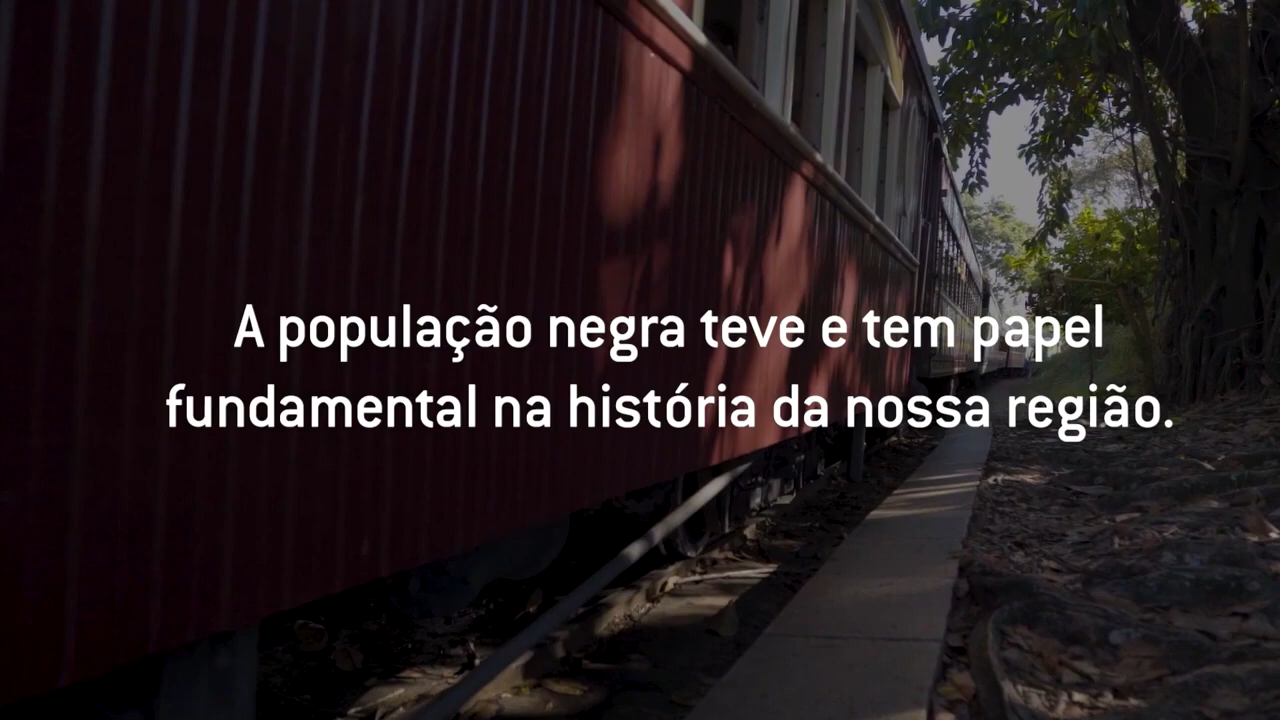 A população negra teve e tem papel
fundamental na história da nossa região.